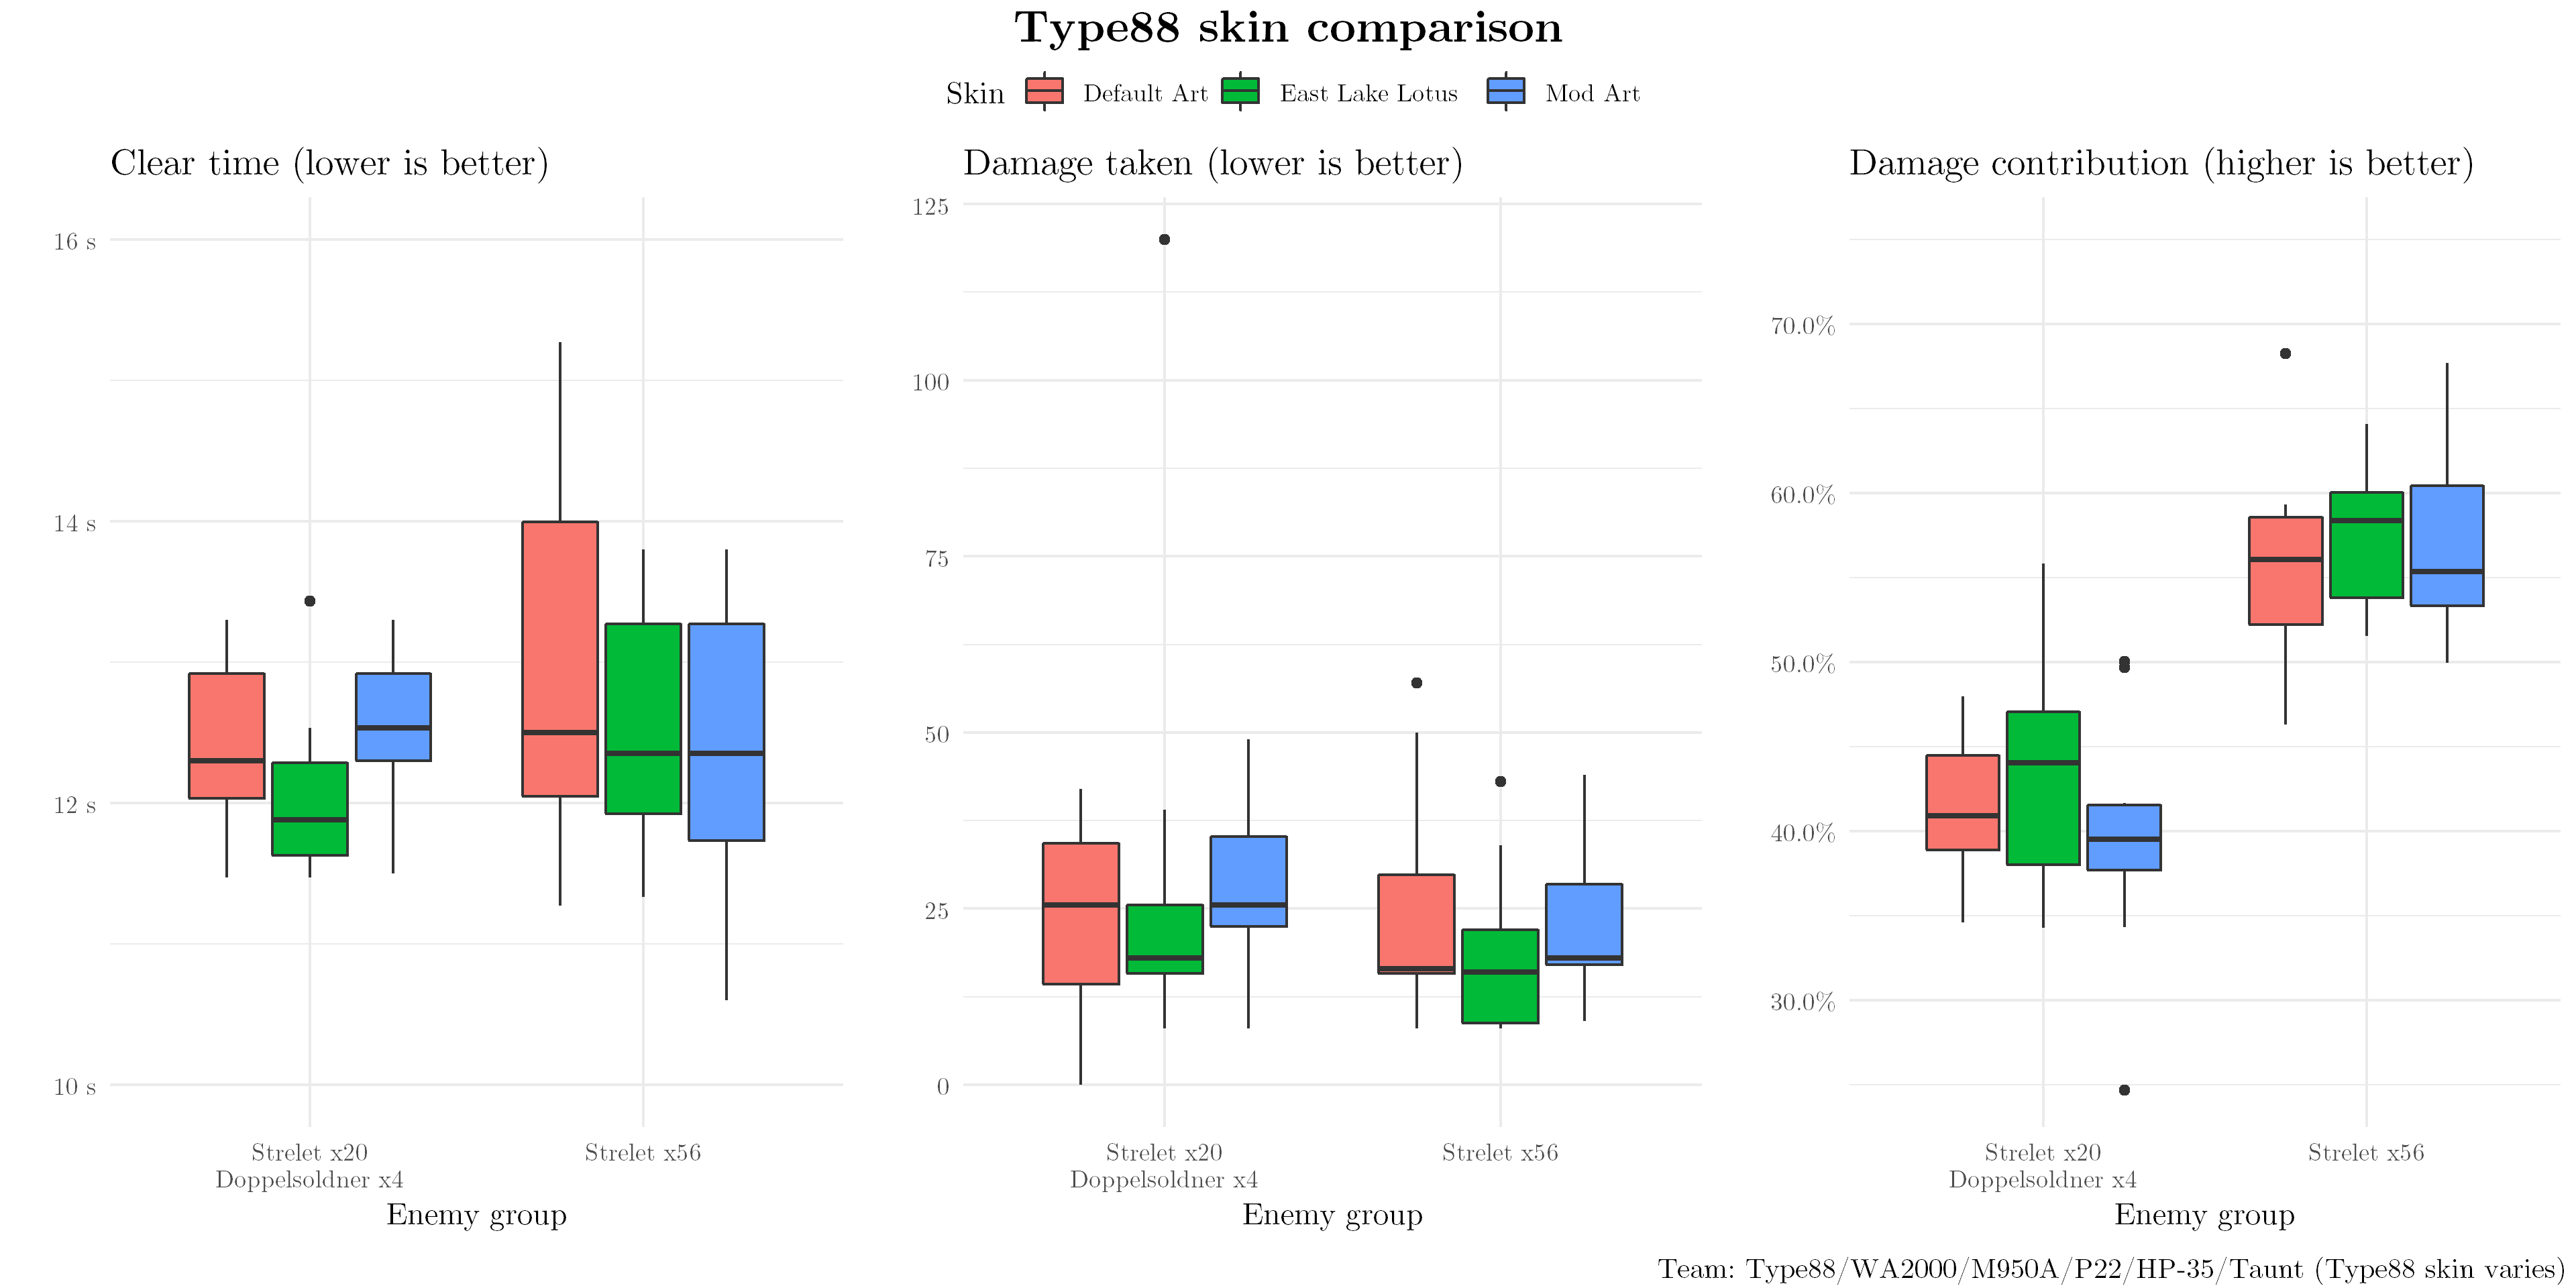 Type88 skin comparison
Skin Default Art East Lake Lotus Mod Art
Clear time (lower is better)
16 s
14 s
12 s
10 s
Strelet x20
Doppelsoldner x4
Strelet x56
Enemy group
Damage taken (lower is better)
125
100
75
50
25
0
Strelet x20
Doppelsoldner x4
Strelet x56
Enemy group
Damage contribution (higher is better)
70.0%
60.0%
50.0%
40.0%
30.0%
Strelet x20
Doppelsoldner x4
Strelet x56
Enemy group
Team: Type88/WA2000/M950A/P22/HP-35/Taunt (Type88 skin varies)